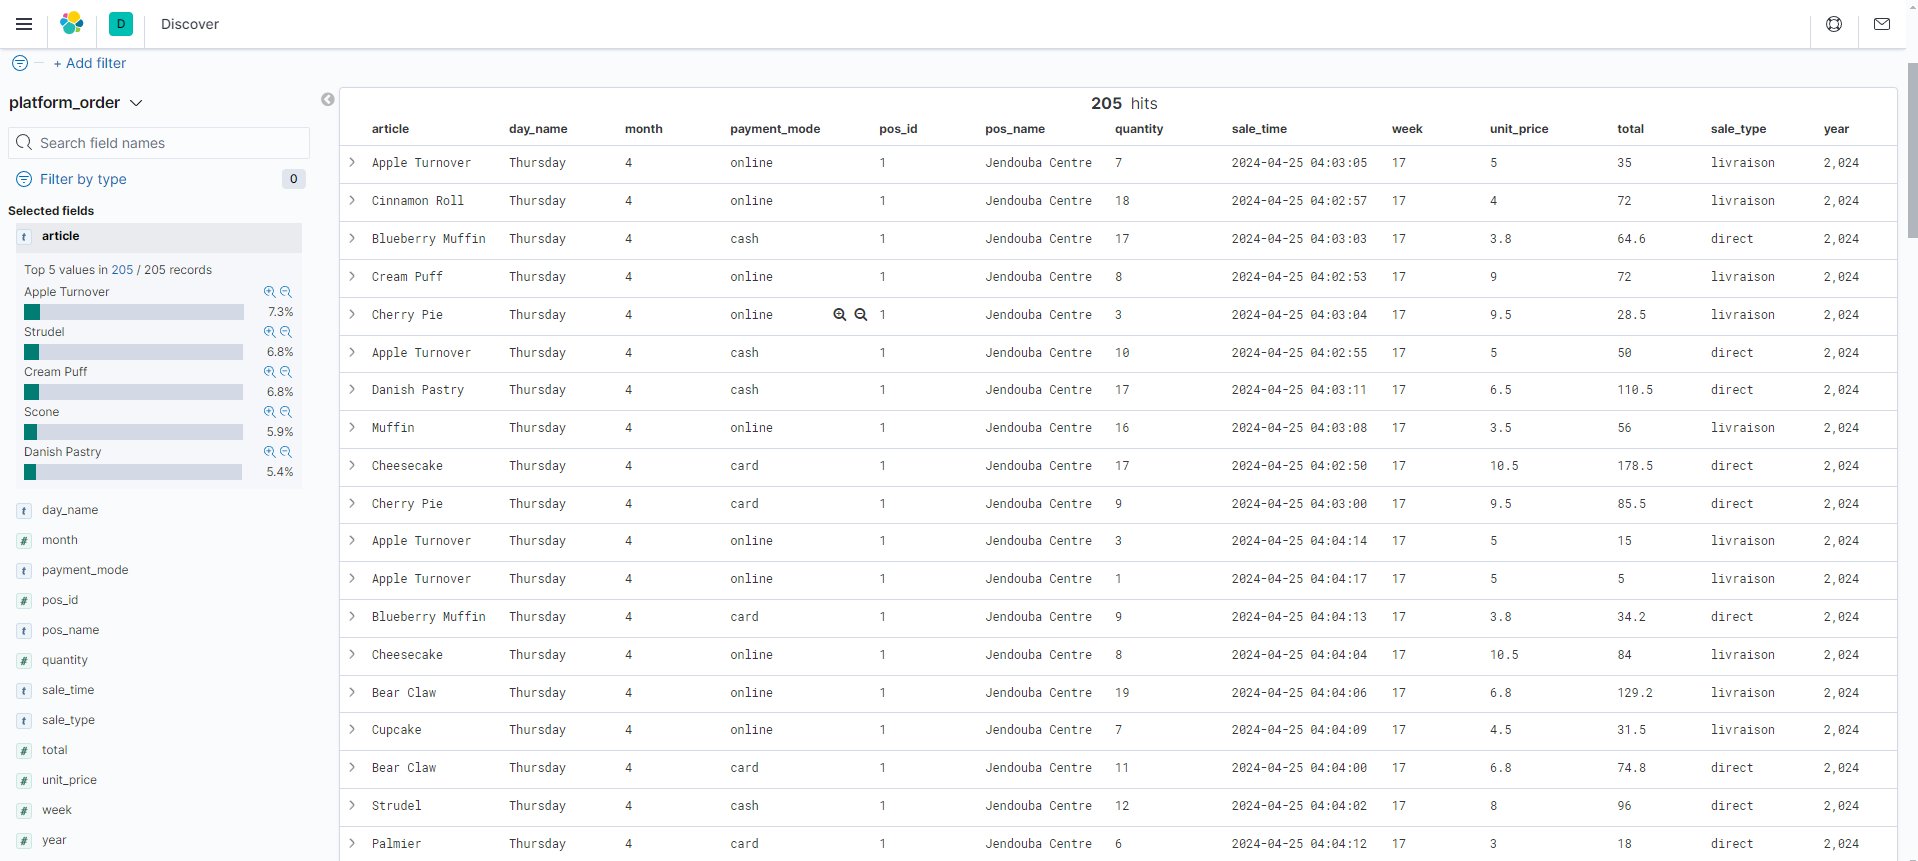 D Discover
+ Add filter
platform_order
Search field names
Filter by type 0
Selected fields
t article
Top 5 values in 205 / 205 records
Apple Turnover
7.3%
Strudel
6.8%
Cream Puff
6.8%
Scone
5.9%
Danish Pastry
5.4%
t day_name
# month
t payment_mode
# pos_id
t pos_name
# quantity
t sale_time
t sale_type
# total
# unit_price
# week
# year
205 hits
article day_name month payment_mode pos_id pos_name quantity sale_time week unit_price total sale_type year
Apple Turnover Thursday 4 online 1 Jendouba Centre 7 2024-04-25 04:03:05 17 5 35 livraison 2,024
Cinnamon Roll Thursday 4 online 1 Jendouba Centre 18 2024-04-25 04:02:57 17 4 72 livraison 2,024
Blueberry Muffin Thursday 4 cash 1 Jendouba Centre 17 2024-04-25 04:03:03 17 3.8 64.6 direct 2,024
Cream Puff Thursday 4 online 1 Jendouba Centre 8 2024-04-25 04:02:53 17 9 72 livraison 2,024
Cherry Pie Thursday 4 online 1 Jendouba Centre 3 2024-04-25 04:03:04 17 9.5 28.5 livraison 2,024
Apple Turnover Thursday 4 cash 1 Jendouba Centre 10 2024-04-25 04:02:55 17 5 50 direct 2,024
Danish Pastry Thursday 4 cash 1 Jendouba Centre 17 2024-04-25 04:03:11 17 6.5 110.5 direct 2,024
Muffin Thursday 4 online 1 Jendouba Centre 16 2024-04-25 04:03:08 17 3.5 56 livraison 2,024
Cheesecake Thursday 4 card 1 Jendouba Centre 17 2024-04-25 04:02:50 17 10.5 178.5 direct 2,024
Cherry Pie Thursday 4 card 1 Jendouba Centre 9 2024-04-25 04:03:00 17 9.5 85.5 direct 2,024
Apple Turnover Thursday 4 online 1 Jendouba Centre 3 2024-04-25 04:04:14 17 5 15 livraison 2,024
Apple Turnover Thursday 4 online 1 Jendouba Centre 1 2024-04-25 04:04:17 17 5 5 livraison 2,024
Blueberry Muffin Thursday 4 card 1 Jendouba Centre 9 2024-04-25 04:04:13 17 3.8 34.2 direct 2,024
Cheesecake Thursday 4 online 1 Jendouba Centre 8 2024-04-25 04:04:04 17 10.5 84 livraison 2,024
Bear Claw Thursday 4 online 1 Jendouba Centre 19 2024-04-25 04:04:06 17 6.8 129.2 livraison 2,024
Cupcake Thursday 4 online 1 Jendouba Centre 7 2024-04-25 04:04:09 17 4.5 31.5 livraison 2,024
Bear Claw Thursday 4 card 1 Jendouba Centre 11 2024-04-25 04:04:00 17 6.8 74.8 direct 2,024
Strudel Thursday 4 cash 1 Jendouba Centre 12 2024-04-25 04:04:02 17 8 96 direct 2,024
Palmier Thursday 4 card 1 Jendouba Centre 6 2024-04-25 04:04:12 17 3 18 direct 2,024